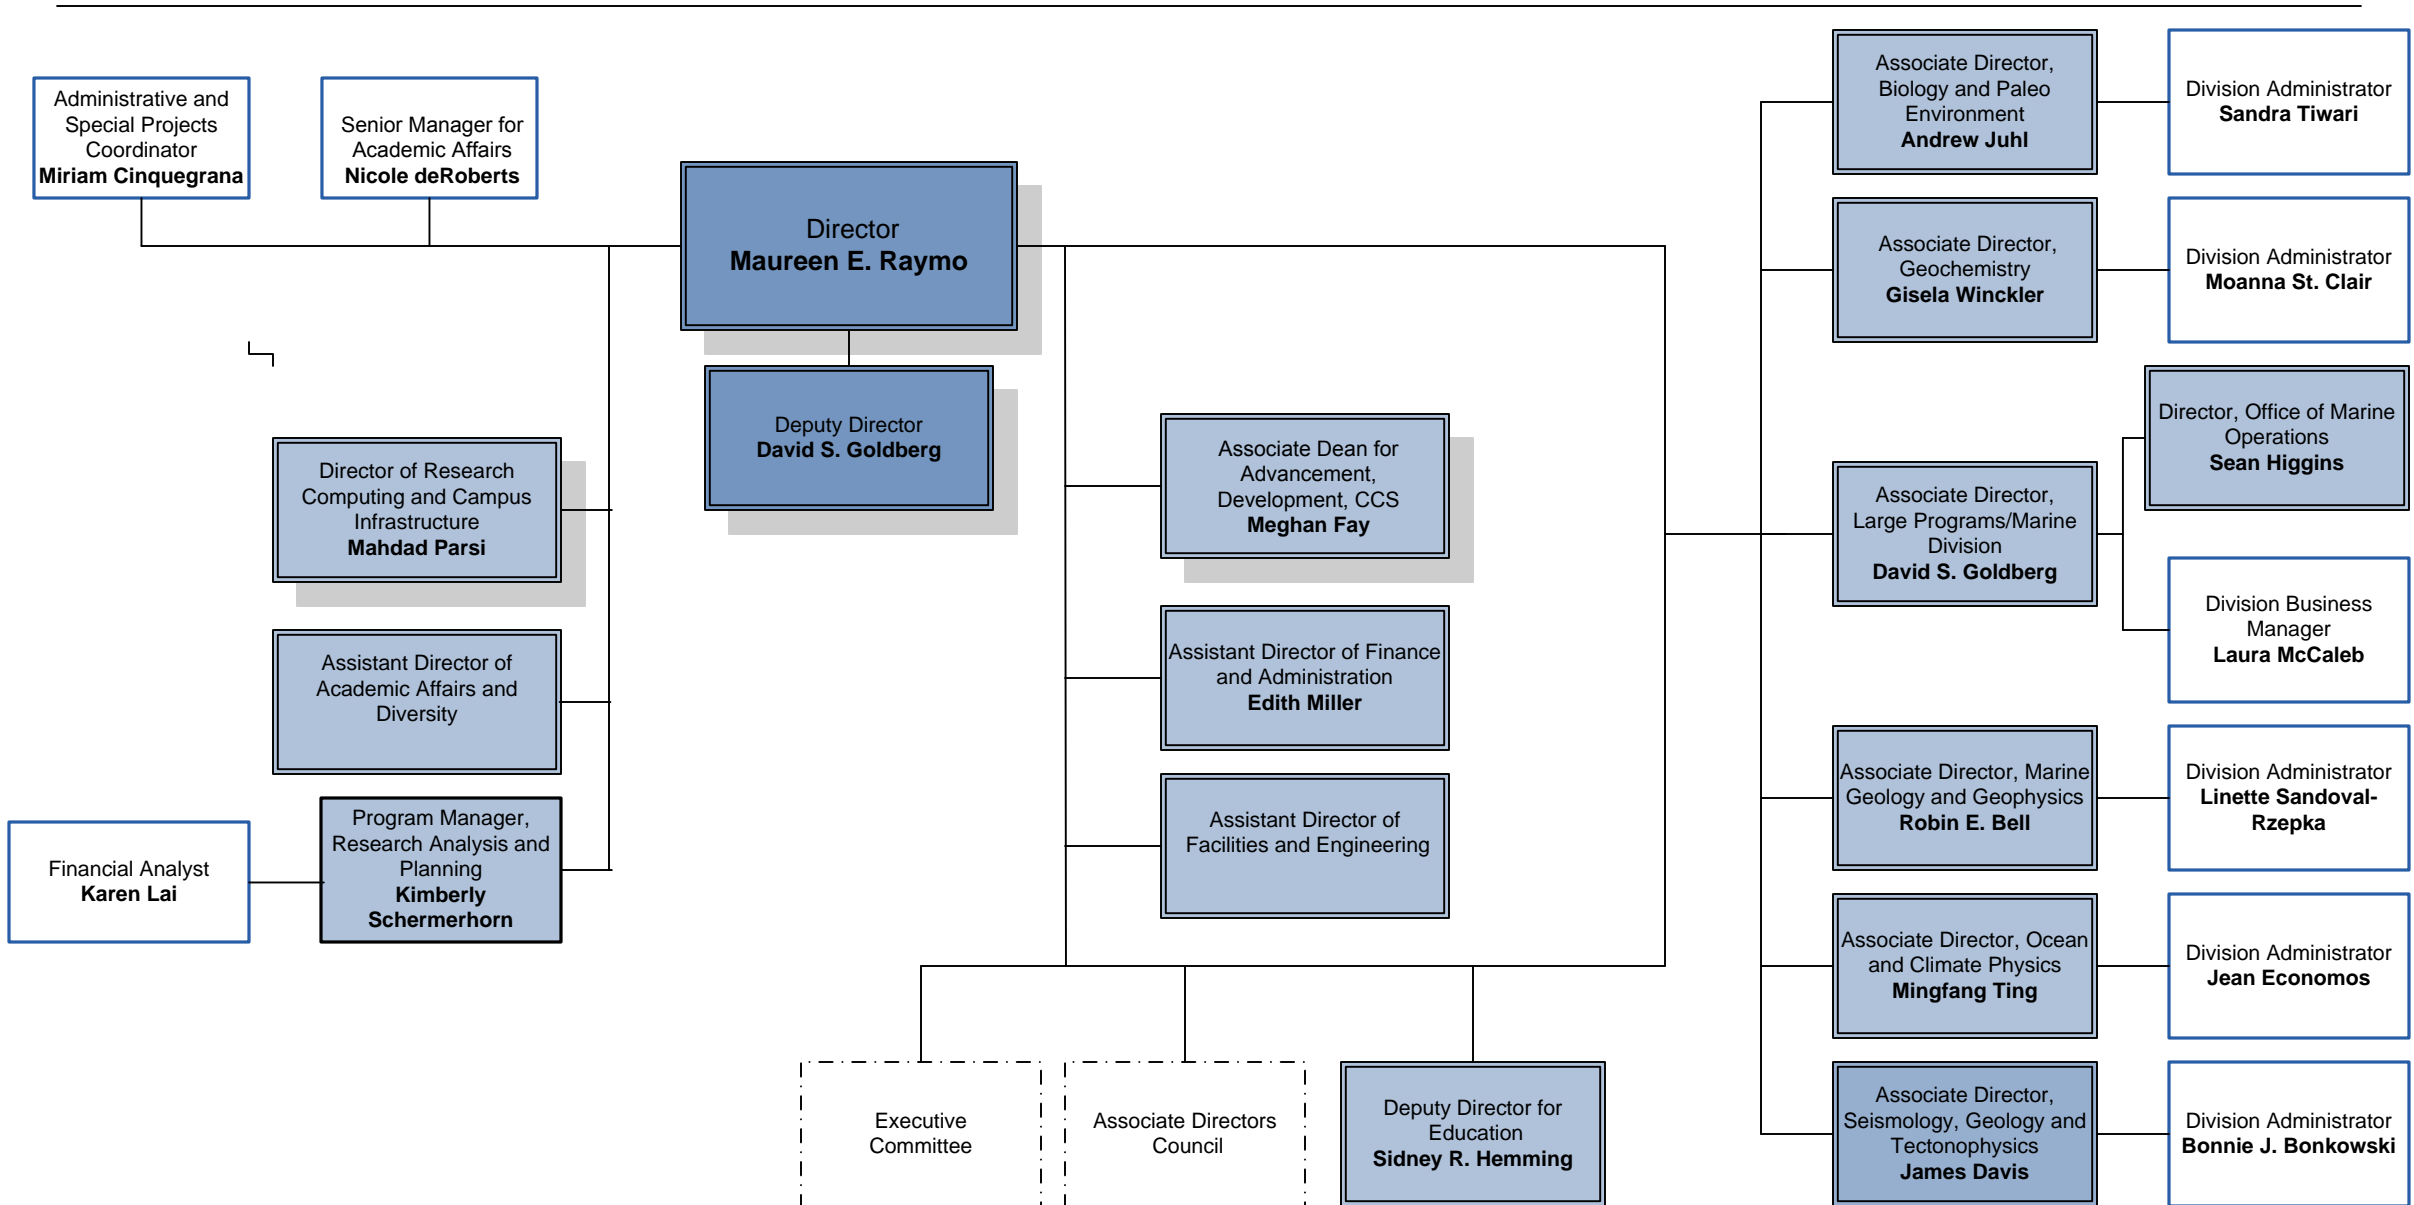 Administrative and
Special Projects
Coordinator
Miriam Cinquegrana
Senior Manager for
Academic Affairs
Nicole deRoberts
Director
Maureen E. Raymo
Deputy Director
David S. Goldberg
Director of Research
Computing and Campus
Infrastructure
Mahdad Parsi
Assistant Director of
Academic Affairs and
Diversity
Program Manager,
Research Analysis and
Planning
Kimberly
Schermerhorn
Financial Analyst
Karen Lai
Associate Dean for
Advancement,
Development, CCS
Meghan Fay
Assistant Director of Finance
and Administration
Edith Miller
Assistant Director of
Facilities and Engineering
Executive
Committee
Associate Directors
Council
Deputy Director for
Education
Sidney R. Hemming
Associate Director,
Biology and Paleo
Environment
Andrew Juhl
Division Administrator
Sandra Tiwari
Associate Director,
Geochemistry
Gisela Winckler
Division Administrator
Moanna St. Clair
Associate Director,
Large Programs/Marine
Division
David S. Goldberg
Director, Office of Marine
Operations
Sean Higgins
Division Business
Manager
Laura McCaleb
Associate Director, Marine
Geology and Geophysics
Robin E. Bell
Division Administrator
Linette Sandoval-
Rzepka
Associate Director, Ocean
and Climate Physics
Mingfang Ting
Division Administrator
Jean Economos
Associate Director,
Seismology, Geology and
Tectonophysics
James Davis
Division Administrator
Bonnie J. Bonkowski